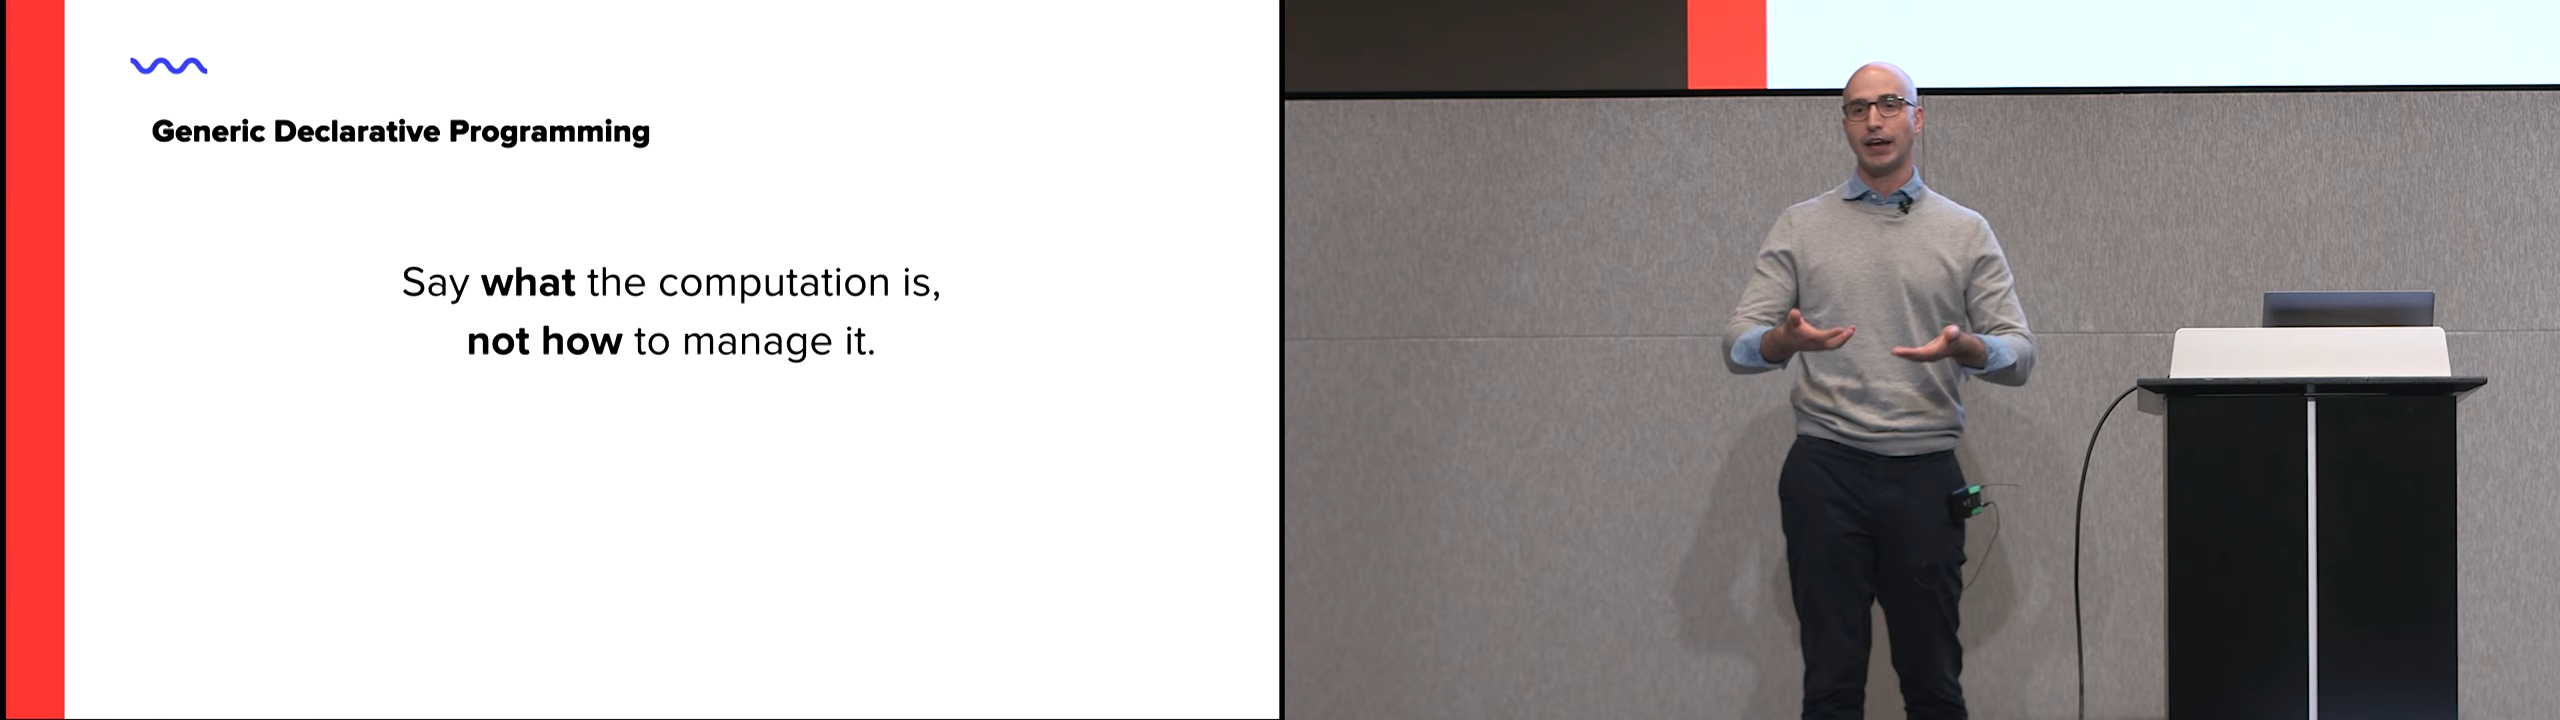 Generic Declarative Programming
Say what the computation is,
not how to manage it.